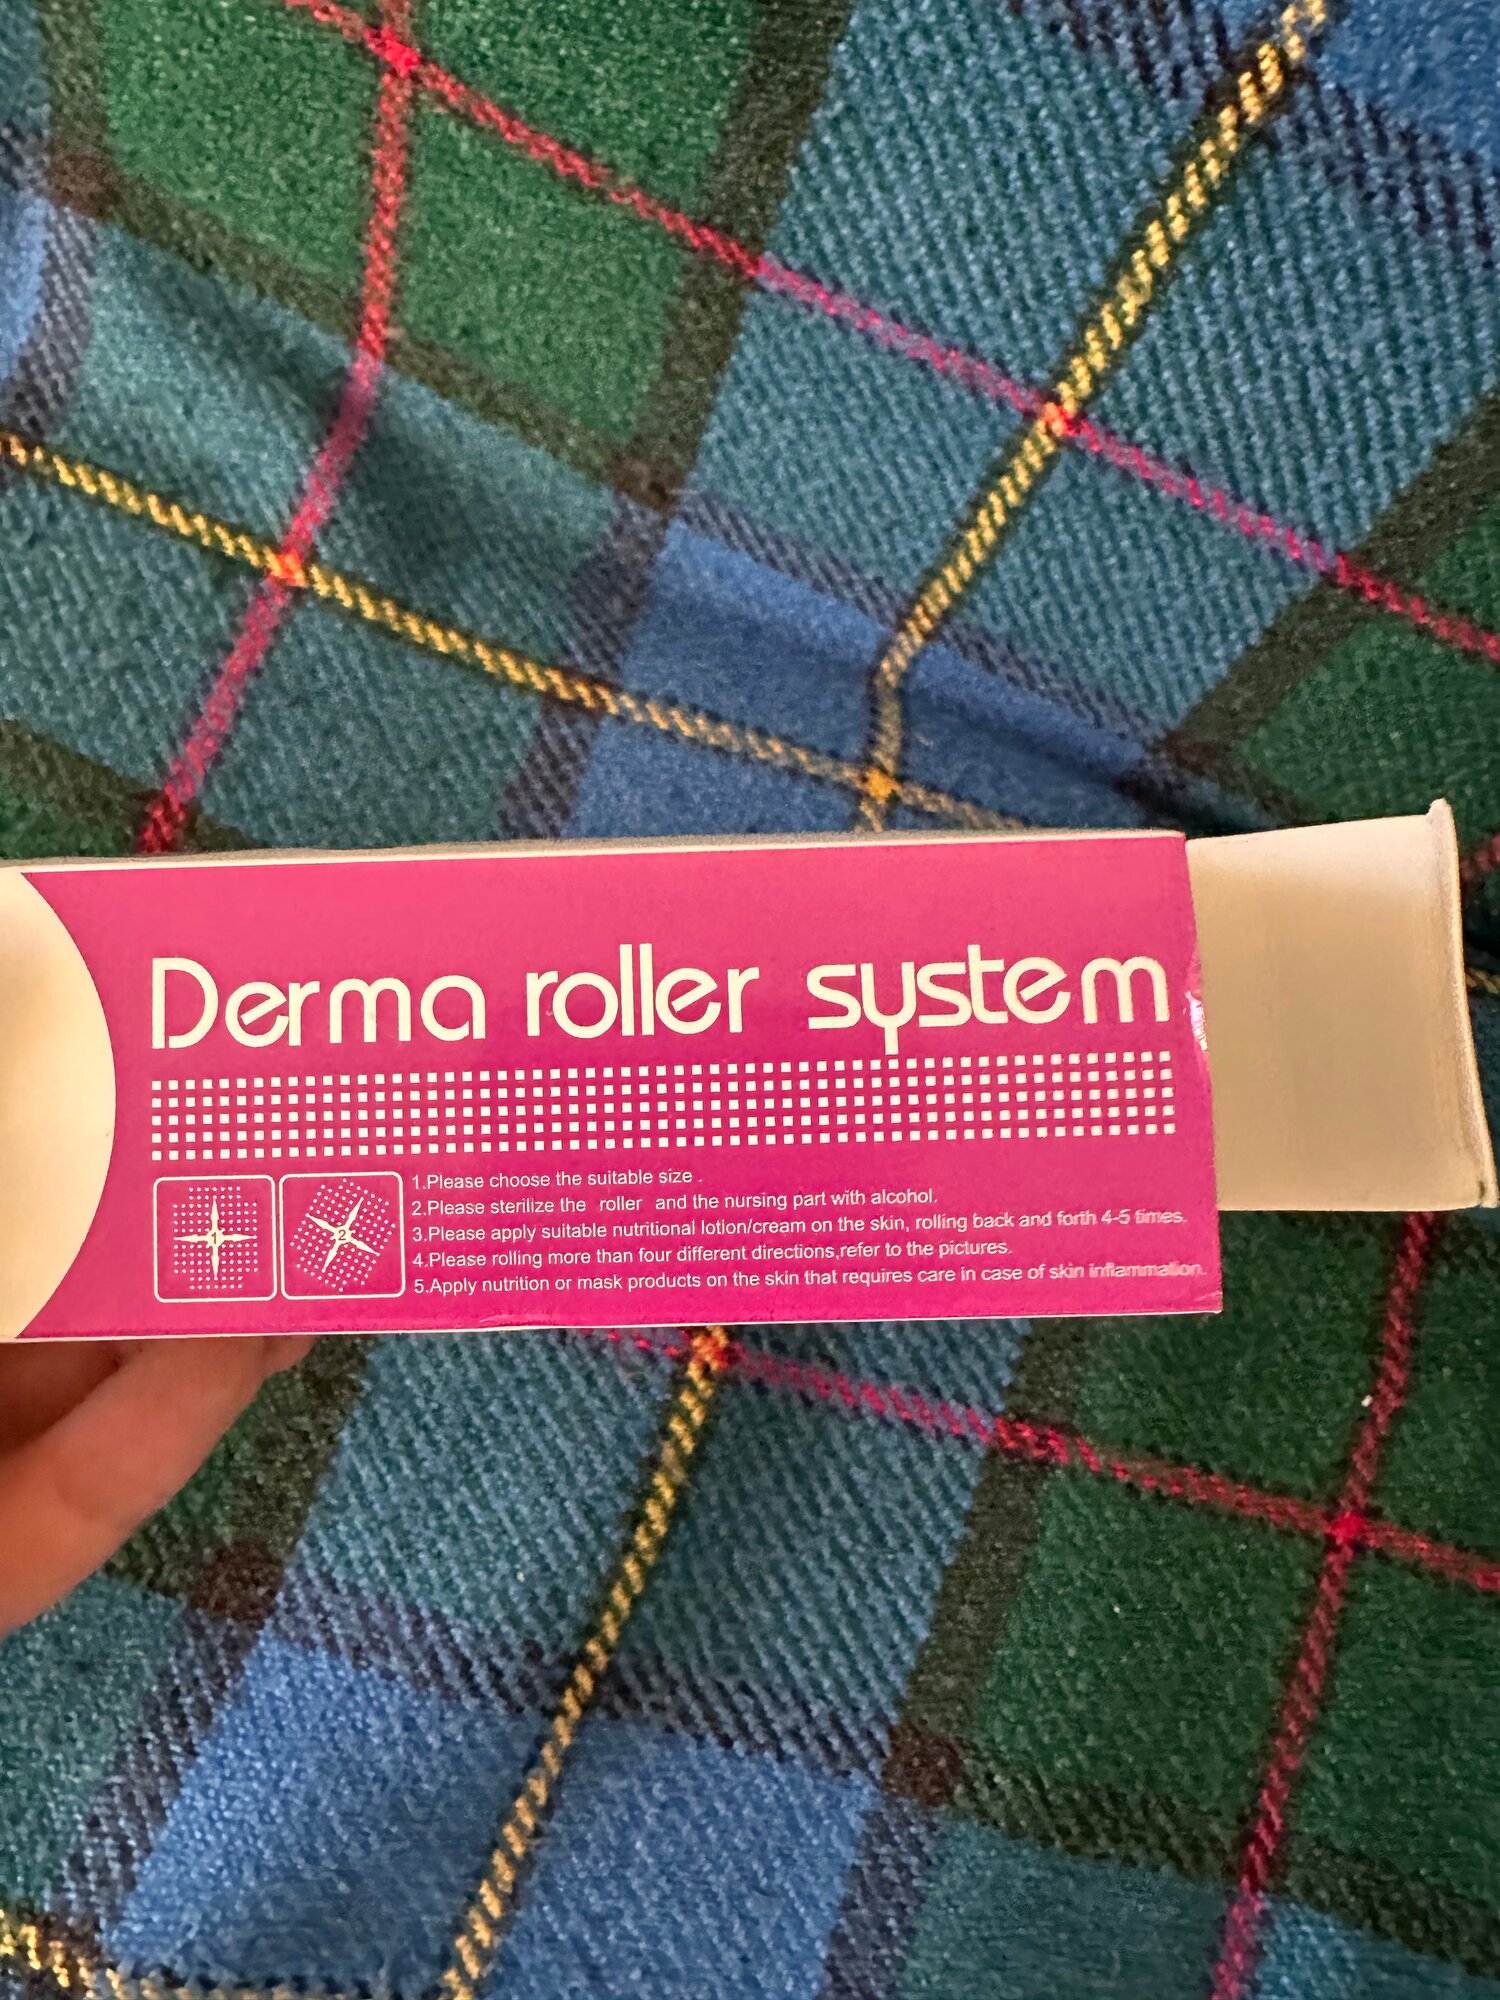 Derma roller system
1
2
1.Please choose the suitable size .
2.Please sterilize the roller and the nursing part with alcohol.
3.Please apply suitable nutritional lotion/cream on the skin, rolling back and forth 4-5 times.
4.Please rolling more than four different directions,refer to the pictures.
5.Apply nutrition or mask products on the skin that requires care in case of skin inflammation.